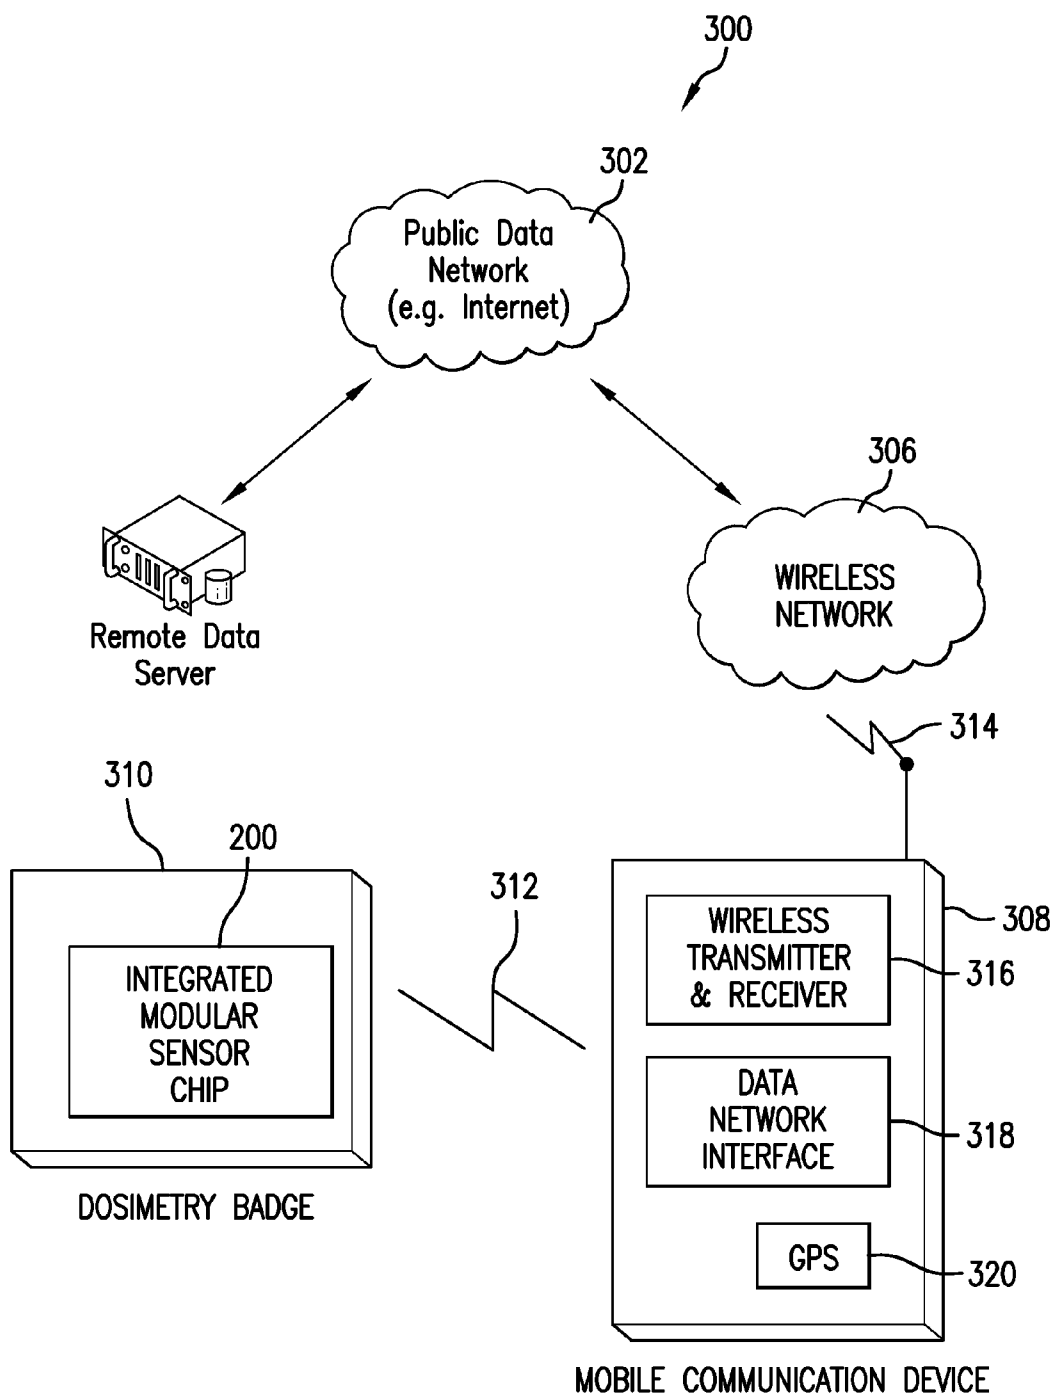 300
302
Public Data
Network
(e.g. Internet)
306
WIRELESS
NETWORK
Remote Data
Server
314
310
200
INTEGRATED
MODULAR
SENSOR
CHIP
DOSIMETRY BADGE
312
308
WIRELESS
TRANSMITTER
& RECEIVER
316
DATA
NETWORK
INTERFACE
318
GPS
320
MOBILE COMMUNICATION DEVICE